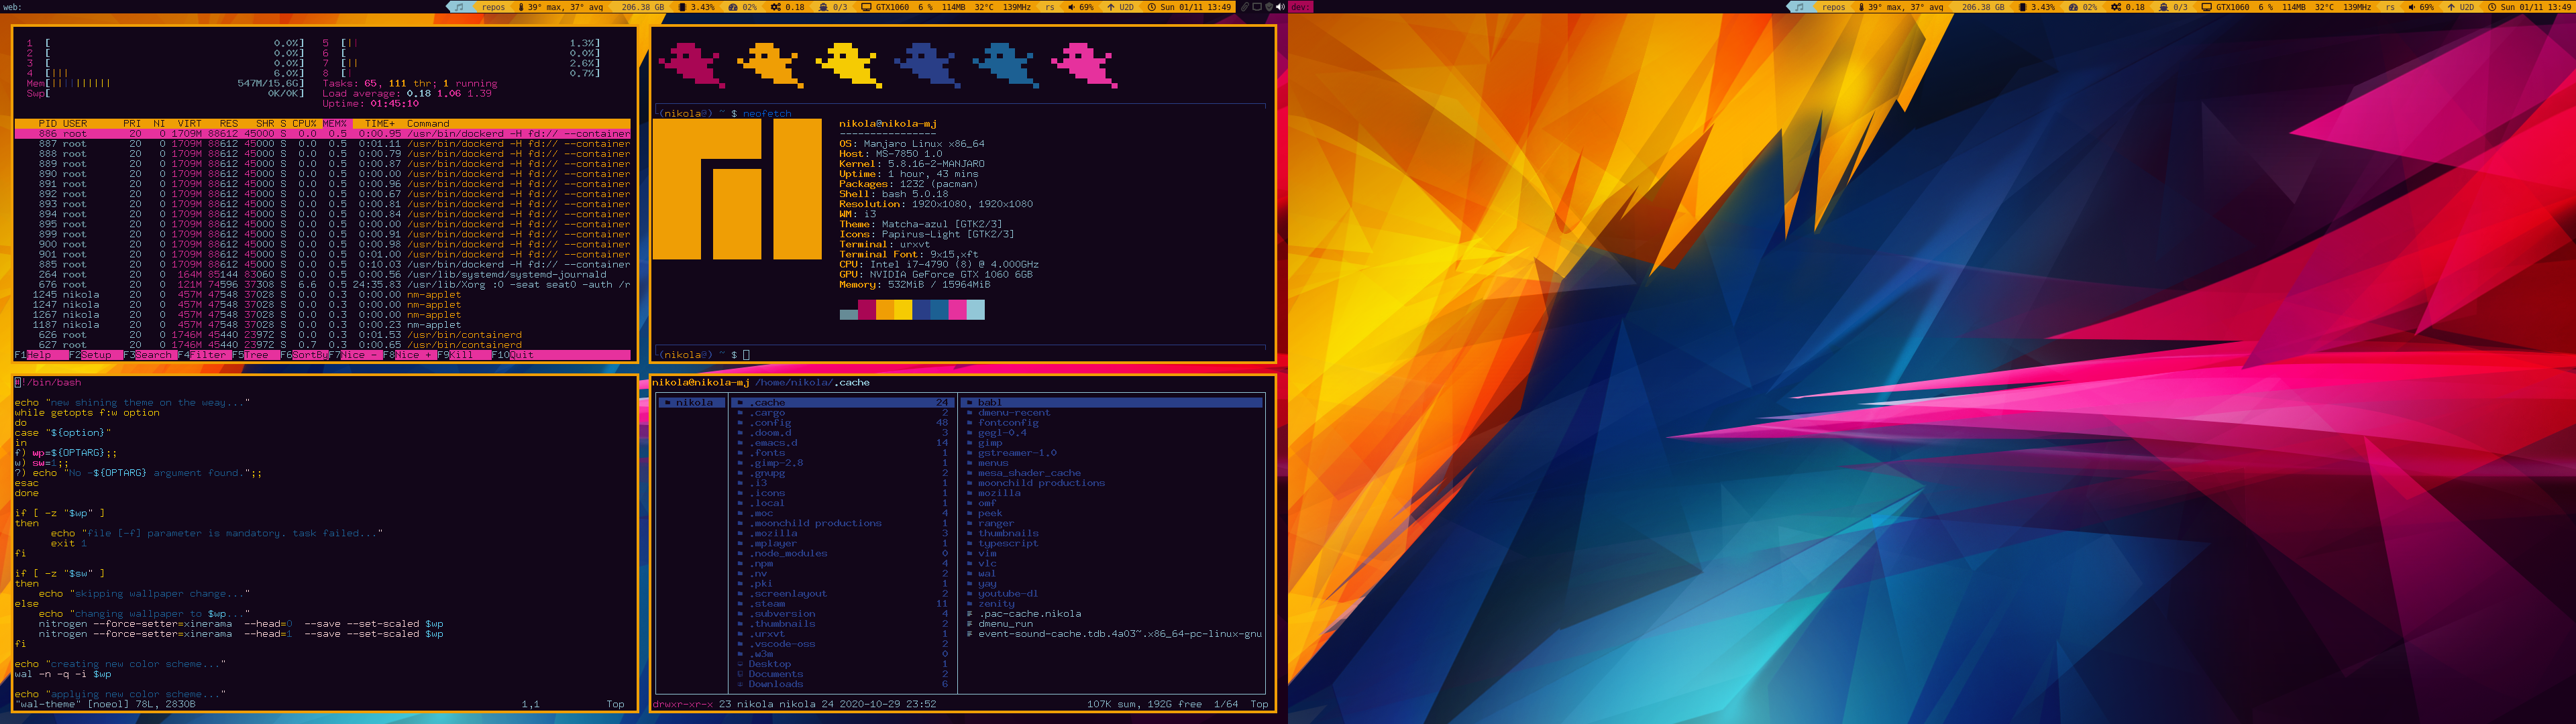 web:
repos 39° max, 37° avg 206.38 GB 3.43% 02% 0.18 0/3 GTX1060 6 % 114MB 32°C 139MHz rs 69% U2D Sun 01/11 13:49
dev:
repos 39° max, 37° avg 206.38 GB 3.43% 02% 0.18 0/3 GTX1060 6 % 114MB 32°C 139MHz rs 69% U2D Sun 01/11 13:49
1 [ 0.0%] 5 [| 1.3%]
2 [ 0.0%] 6 [ 0.0%]
3 [ 0.0%] 7 [|| 2.6%]
4 [||| 6.0%] 8 [ 0.7%]
Mem[|||||||||| 547M/15.6G] Tasks: 65, 111 thr; 1 running
Swp[ 0K/0K] Load average: 0.18 1.06 1.39
Uptime: 01:45:10
PID USER PRI NI VIRT RES SHR S CPU% MEM% TIME+ Command
886 root 20 0 1709M 88612 45000 S 0.0 0.5 0:00.95 /usr/bin/dockerd -H fd:// --container
887 root 20 0 1709M 88612 45000 S 0.0 0.5 0:01.11 /usr/bin/dockerd -H fd:// --container
888 root 20 0 1709M 88612 45000 S 0.0 0.5 0:00.79 /usr/bin/dockerd -H fd:// --container
889 root 20 0 1709M 88612 45000 S 0.0 0.5 0:00.87 /usr/bin/dockerd -H fd:// --container
890 root 20 0 1709M 88612 45000 S 0.0 0.5 0:00.00 /usr/bin/dockerd -H fd:// --container
891 root 20 0 1709M 88612 45000 S 0.0 0.5 0:00.96 /usr/bin/dockerd -H fd:// --container
892 root 20 0 1709M 88612 45000 S 0.0 0.5 0:00.67 /usr/bin/dockerd -H fd:// --container
893 root 20 0 1709M 88612 45000 S 0.0 0.5 0:00.81 /usr/bin/dockerd -H fd:// --container
894 root 20 0 1709M 88612 45000 S 0.0 0.5 0:00.84 /usr/bin/dockerd -H fd:// --container
895 root 20 0 1709M 88612 45000 S 0.0 0.5 0:00.00 /usr/bin/dockerd -H fd:// --container
899 root 20 0 1709M 88612 45000 S 0.0 0.5 0:00.91 /usr/bin/dockerd -H fd:// --container
900 root 20 0 1709M 88612 45000 S 0.0 0.5 0:00.98 /usr/bin/dockerd -H fd:// --container
901 root 20 0 1709M 88612 45000 S 0.0 0.5 0:01.00 /usr/bin/dockerd -H fd:// --container
885 root 20 0 1709M 88612 45000 S 0.0 0.5 0:10.03 /usr/bin/dockerd -H fd:// --container
264 root 20 0 164M 85144 83060 S 0.0 0.5 0:00.56 /usr/lib/systemd/systemd-journald
676 root 20 0 121M 74596 37308 S 6.6 0.5 24:35.83 /usr/lib/Xorg :0 -seat seat0 -auth /r
1245 nikola 20 0 457M 47548 37028 S 0.0 0.3 0:00.00 nm-applet
1247 nikola 20 0 457M 47548 37028 S 0.0 0.3 0:00.00 nm-applet
1267 nikola 20 0 457M 47548 37028 S 0.0 0.3 0:00.00 nm-applet
1187 nikola 20 0 457M 47548 37028 S 0.0 0.3 0:00.23 nm-applet
626 root 20 0 1746M 45440 23972 S 0.0 0.3 0:01.53 /usr/bin/containerd
627 root 20 0 1746M 45440 23972 S 0.7 0.3 0:00.65 /usr/bin/containerd
F1Help F2Setup F3Search F4Filter F5Tree F6SortBy F7Nice - F8Nice + F9Kill F10Quit
(nikola@) ~ $ neofetch
nikola@nikola-mj
----------------
OS: Manjaro Linux x86_64
Host: MS-7850 1.0
Kernel: 5.8.16-2-MANJARO
Uptime: 1 hour, 43 mins
Packages: 1232 (pacman)
Shell: bash 5.0.18
Resolution: 1920x1080, 1920x1080
WM: i3
Theme: Matcha-azul [GTK2/3]
Icons: Papirus-Light [GTK2/3]
Terminal: urxvt
Terminal Font: 9x15,xft
CPU: Intel i7-4790 (8) @ 4.000GHz
GPU: NVIDIA GeForce GTX 1060 6GB
Memory: 532MiB / 15964MiB
(nikola@) ~ $
#!/bin/bash
echo "new shining theme on the weay..."
while getopts f:w option
do
case "${option}"
in
f) wp=${OPTARG};;
w) sw=1;;
?) echo "No -${OPTARG} argument found.";;
esac
done
if [ -z "$wp" ]
then
echo "file [-f] parameter is mandatory. task failed..."
exit 1
fi
if [ -z "$sw" ]
then
echo "skipping wallpaper change..."
else
echo "changing wallpaper to $wp..."
nitrogen --force-setter=xinerama --head=0 --save --set-scaled $wp
nitrogen --force-setter=xinerama --head=1 --save --set-scaled $wp
fi
echo "creating new color scheme..."
wal -n -q -i $wp
echo "applying new color scheme..."
"wal-theme" [noeol] 78L, 2830B 1,1 Top
nikola@nikola-mj /home/nikola/.cache
nikola .cache 24 babl
.cargo 2 dmenu-recent
.config 48 fontconfig
.doom.d 3 gegl-0.4
.emacs.d 14 gimp
.fonts 1 gstreamer-1.0
.gimp-2.8 1 menus
.gnupg 2 mesa_shader_cache
.i3 1 moonchild productions
.icons 1 mozilla
.local 1 omf
.moc 4 peek
.moonchild productions 1 ranger
.mozilla 3 thumbnails
.mplayer 1 typescript
.node_modules 0 vim
.npm 4 vlc
.nv 2 wal
.pki 1 yay
.screenlayout 2 youtube-dl
.steam 11 zenity
.subversion 4 .pac-cache.nikola
.thumbnails 2 dmenu_run
.urxvt 1 event-sound-cache.tdb.4a03~.x86_64-pc-linux-gnu
.vscode-oss 2
.w3m 0
Desktop 1
Documents 2
Downloads 6
drwxr-xr-x 23 nikola nikola 24 2020-10-29 23:52 107K sum, 192G free 1/64 Top